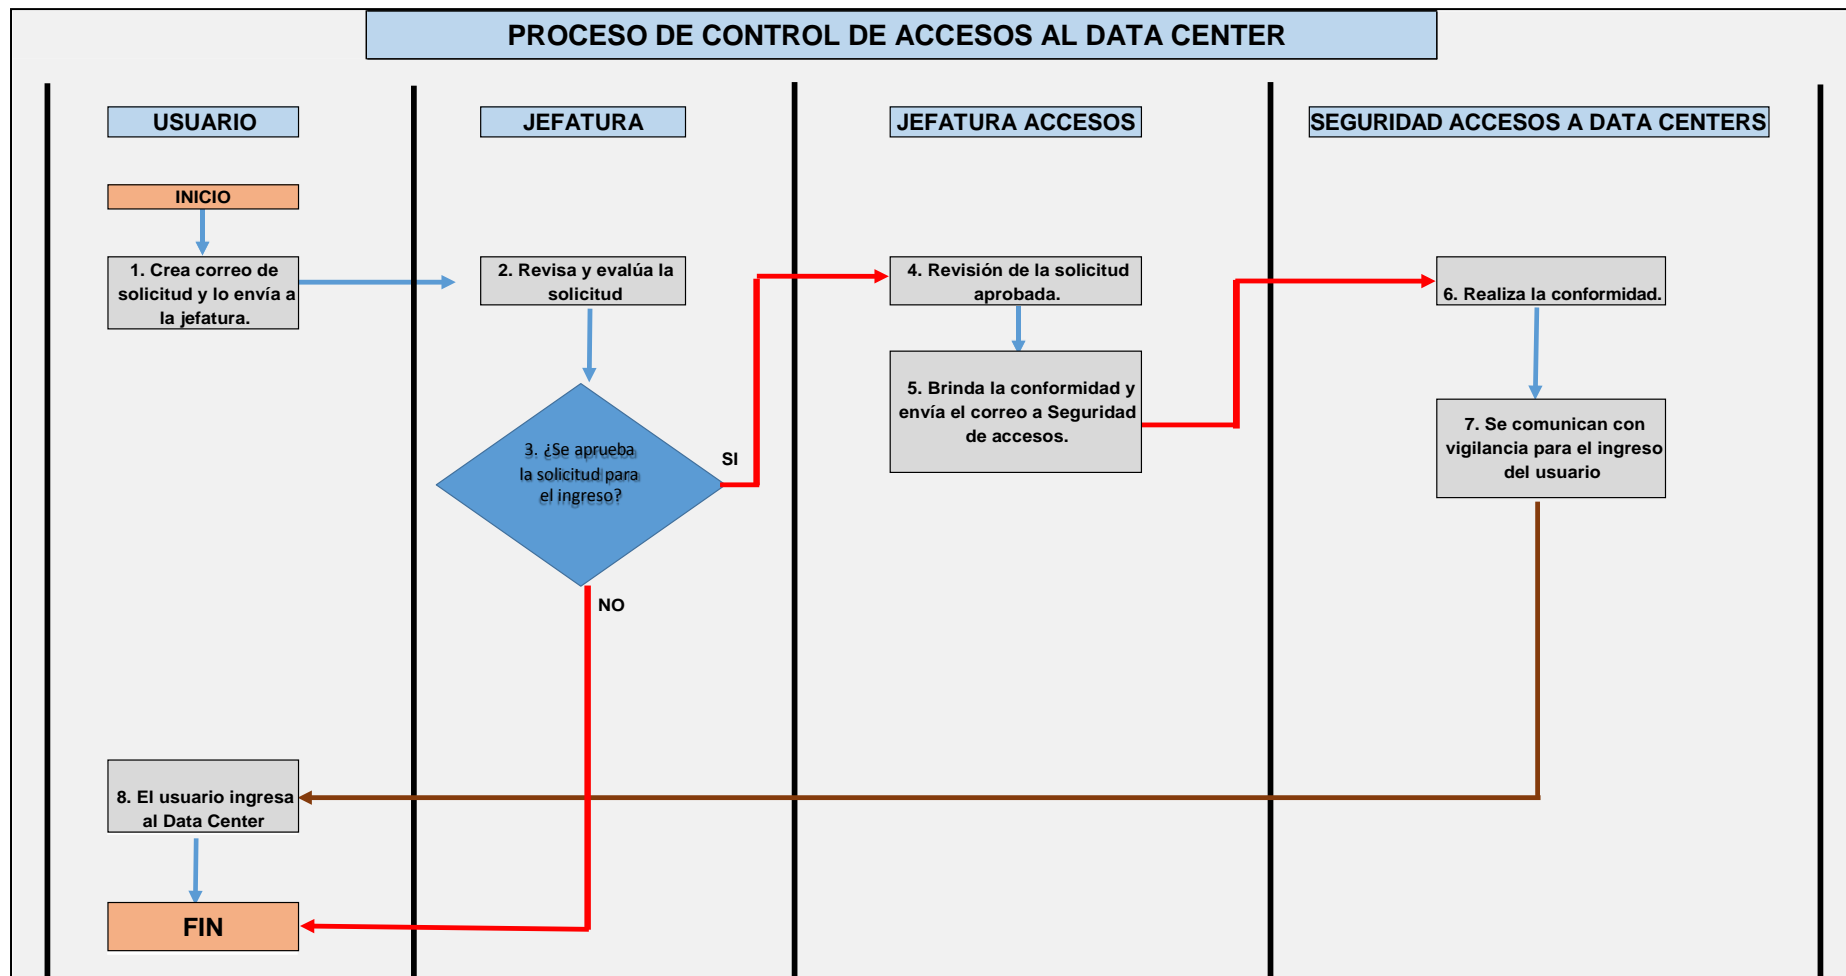 PROCESO DE CONTROL DE ACCESOS AL DATA CENTER
USUARIO
JEFATURA
JEFATURA ACCESOS
SEGURIDAD ACCESOS A DATA CENTERS
INICIO
1. Crea correo de
solicitud y lo envía a
la jefatura.
2. Revisa y evalúa la
solicitud
3. ¿Se aprueba
la solicitud para
el ingreso?
SI
NO
4. Revisión de la solicitud
aprobada.
5. Brinda la conformidad y
envía el correo a Seguridad
de accesos.
6. Realiza la conformidad.
7. Se comunican con
vigilancia para el ingreso
del usuario
8. El usuario ingresa
al Data Center
FIN